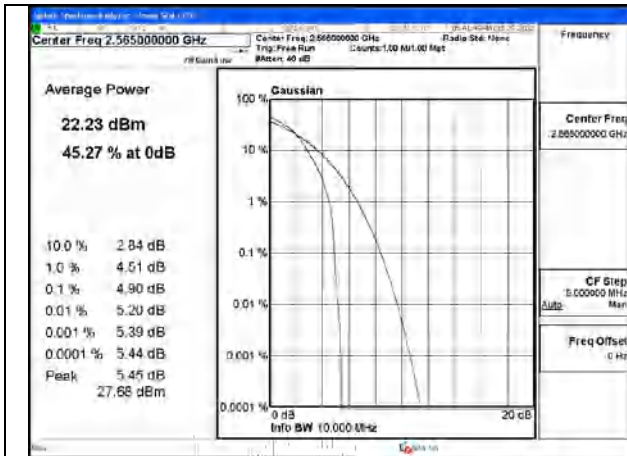 Center Freq 2.565000000 GHz
Center Freq: 2.565000000 GHz
Radio Std: None
Trig: Free Run
Counts:1.00 M/1.00 Mpt
#Atten: 40 dB
Frequency
Average Power
22.23 dBm
45.27 % at 0dB
10.0 % 2.84 dB
1.0 % 4.51 dB
0.1 % 4.90 dB
0.01 % 5.20 dB
0.001 % 5.39 dB
0.0001 % 5.44 dB
Peak 5.45 dB
27.68 dBm
Gaussian
100 %
10 %
1 %
0.1 %
0.01 %
0.001 %
0.0001 %
0 dB
20 dB
Info BW 10.000 MHz
Center Freq
2.565000000 GHz
CF Step
5.000000 MHz
Auto Man
Freq Offset
0 Hz